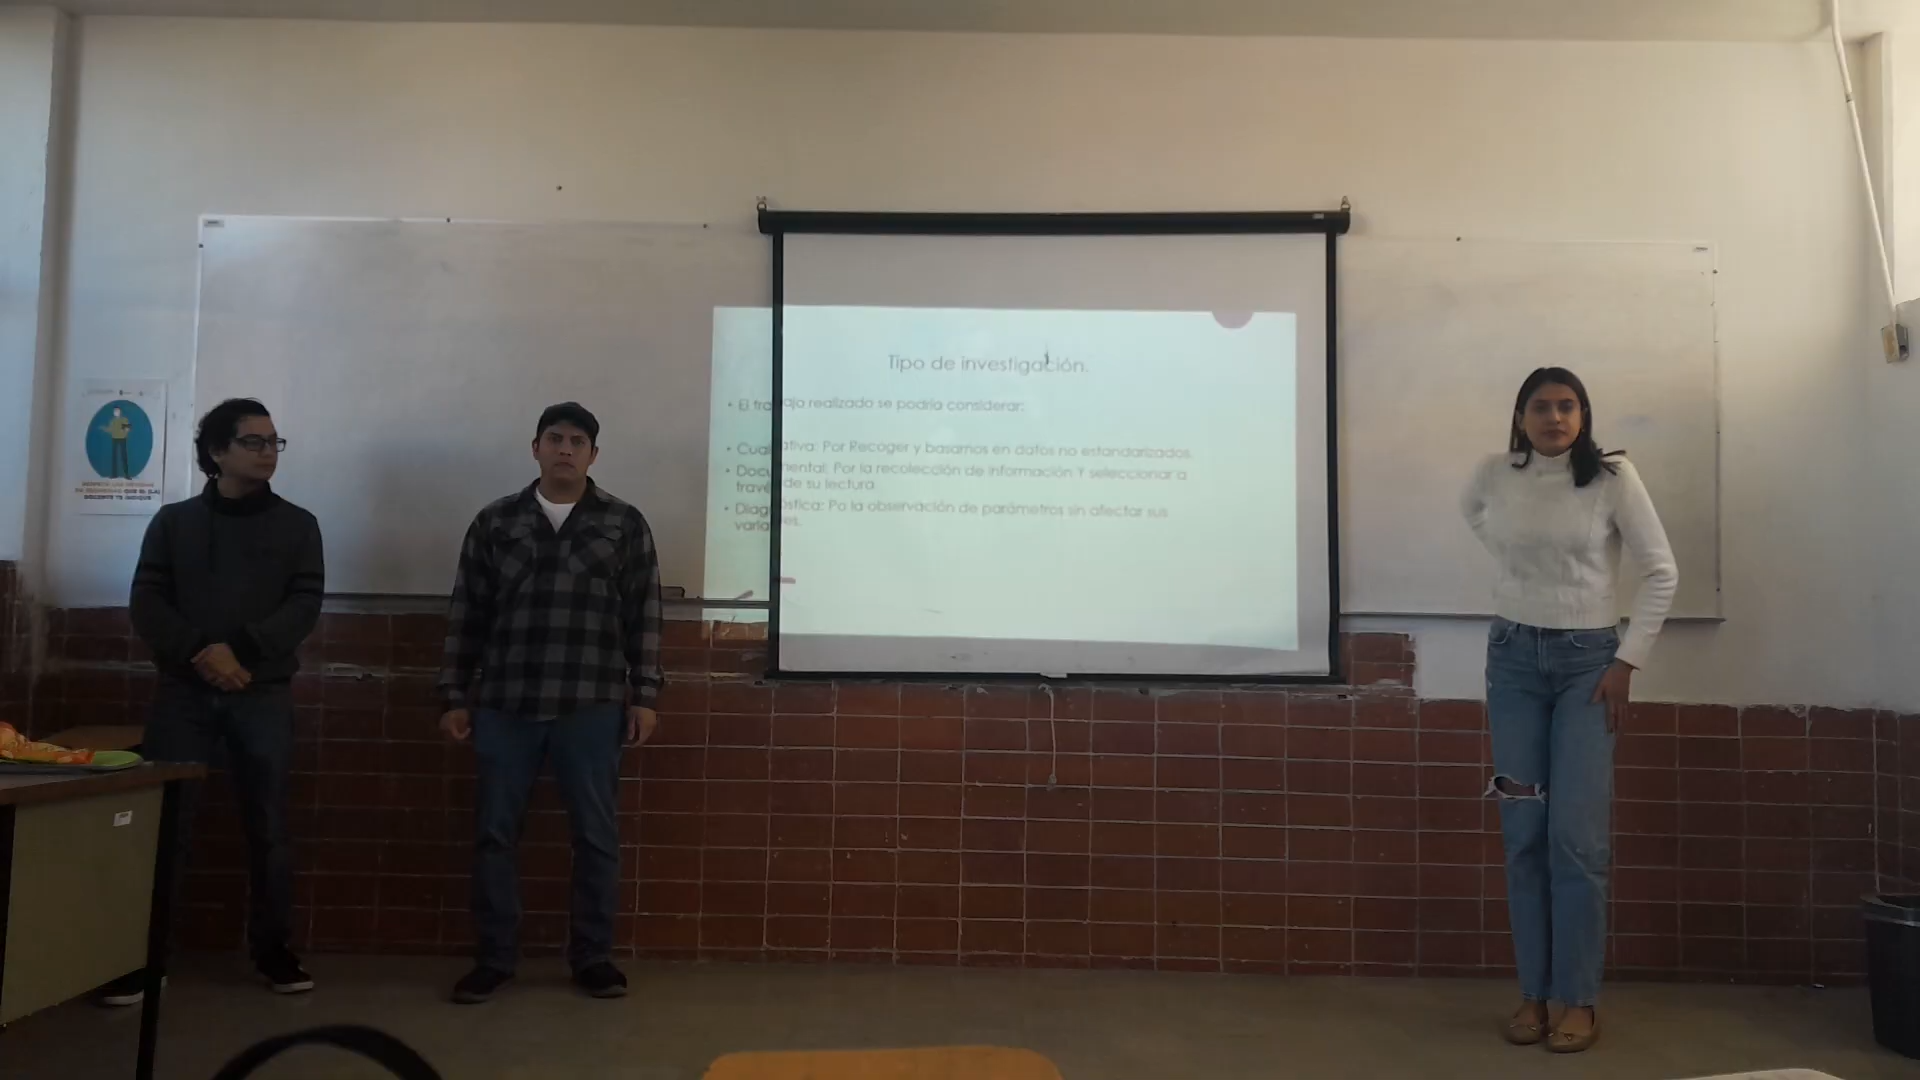 Tipo de investigación.
• El trabajo realizado se podría considerar:
• Cualitativa: Por Recoger y basarnos en datos no estandarizados.
• Documental: Por la recolección de información Y seleccionar a
través de su lectura
• Diagnóstica: Po la observación de parámetros sin afectar sus
variables.